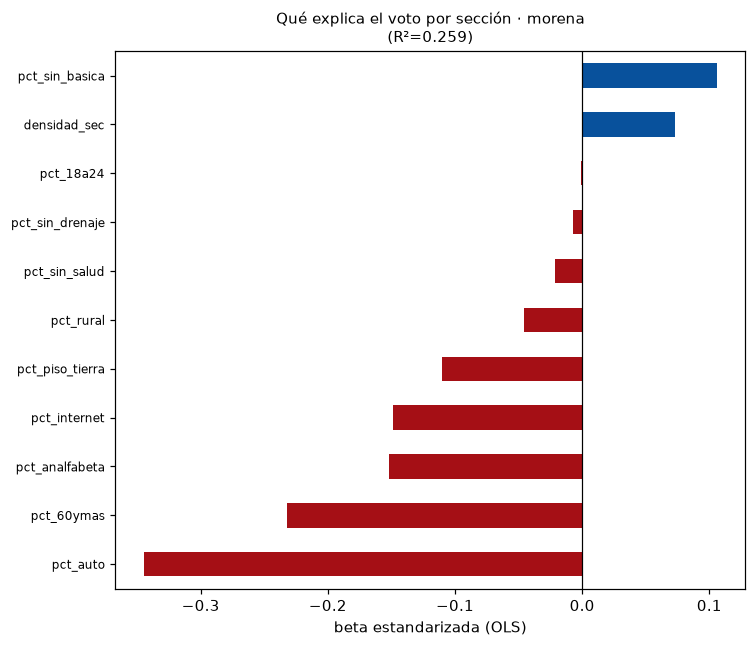 Qué explica el voto por sección · morena
(R²=0.259)
pct_sin_basica
densidad_sec
pct_18a24
pct_sin_drenaje
pct_sin_salud
pct_rural
pct_piso_tierra
pct_internet
pct_analfabeta
pct_60ymas
pct_auto
−0.3 −0.2 −0.1 0.0 0.1
beta estandarizada (OLS)